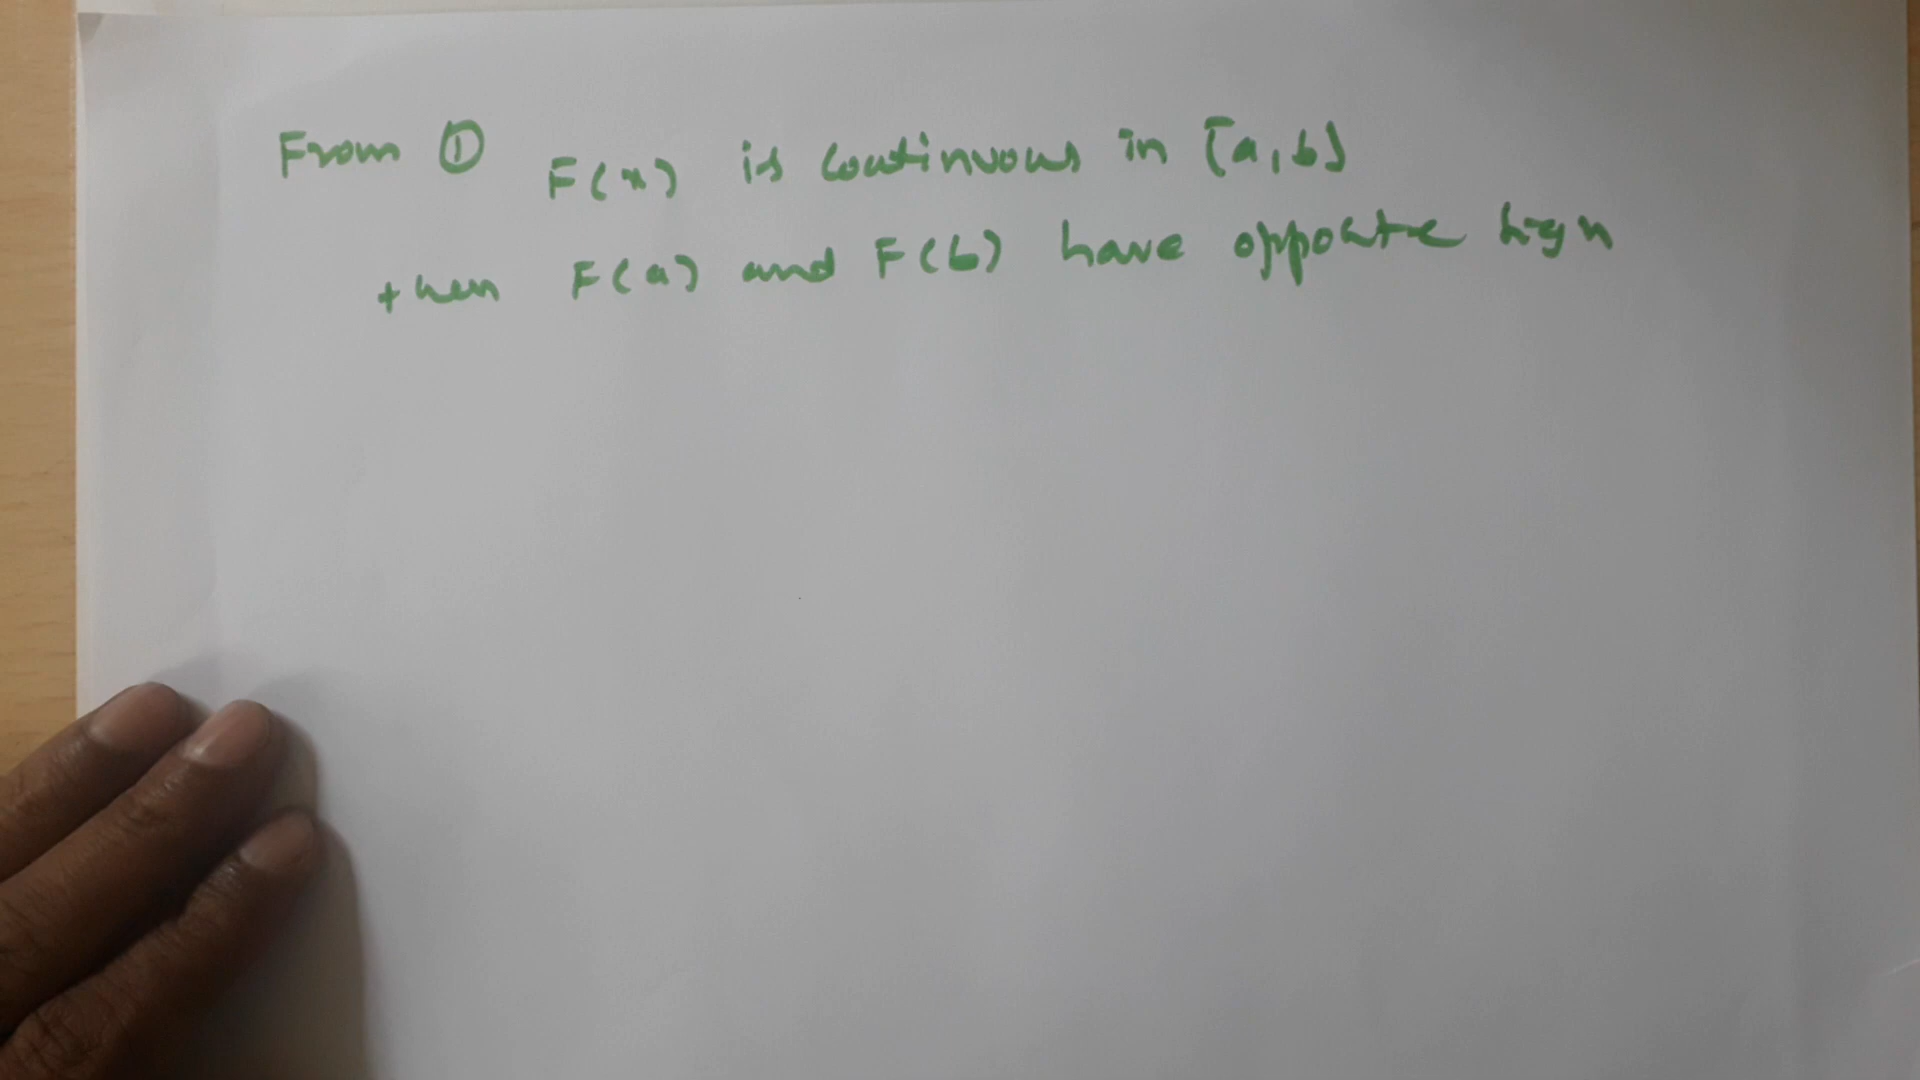 From ① F(x) is continuous in [a,b]
then F(a) and F(b) have opposite sign